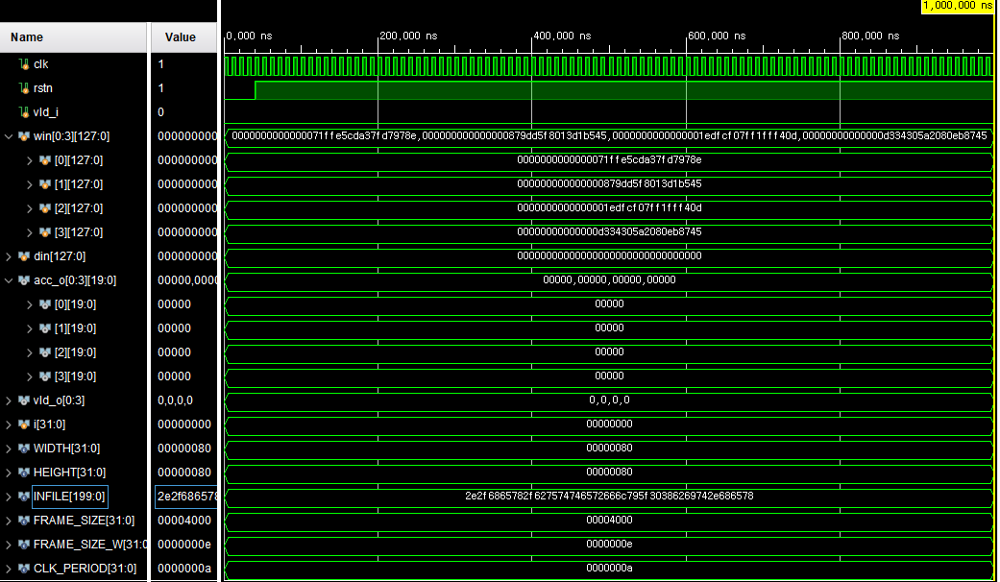 1,000,000 ns
Name Value 0,000 ns 200,000 ns 400,000 ns 600,000 ns 800,000 ns
clk 1
rstn 1
vld_i 0
win[0:3][127:0] 000000000 0000000000000071ffe5cda37fd7978e,000000000000000879dd5f8013d1b545,0000000000000001edfcf07ff1fff40d,00000000000000d334305a2080eb8745
[0][127:0] 000000000 0000000000000071ffe5cda37fd7978e
[1][127:0] 000000000 000000000000000879dd5f8013d1b545
[2][127:0] 000000000 0000000000000001edfcf07ff1fff40d
[3][127:0] 000000000 00000000000000d334305a2080eb8745
din[127:0] 000000000 00000000000000000000000000000000
acc_o[0:3][19:0] 00000,0000 00000,00000,00000,00000
[0][19:0] 00000 00000
[1][19:0] 00000 00000
[2][19:0] 00000 00000
[3][19:0] 00000 00000
vld_o[0:3] 0,0,0,0 0,0,0,0
i[31:0] 00000000 00000000
WIDTH[31:0] 00000080 00000080
HEIGHT[31:0] 00000080 00000080
INFILE[199:0] 2e2f686578 2e2f6865782f627574746572666c795f30386269742e686578
FRAME_SIZE[31:0] 00004000 00004000
FRAME_SIZE_W[31:0 0000000e 0000000e
CLK_PERIOD[31:0] 0000000a 0000000a